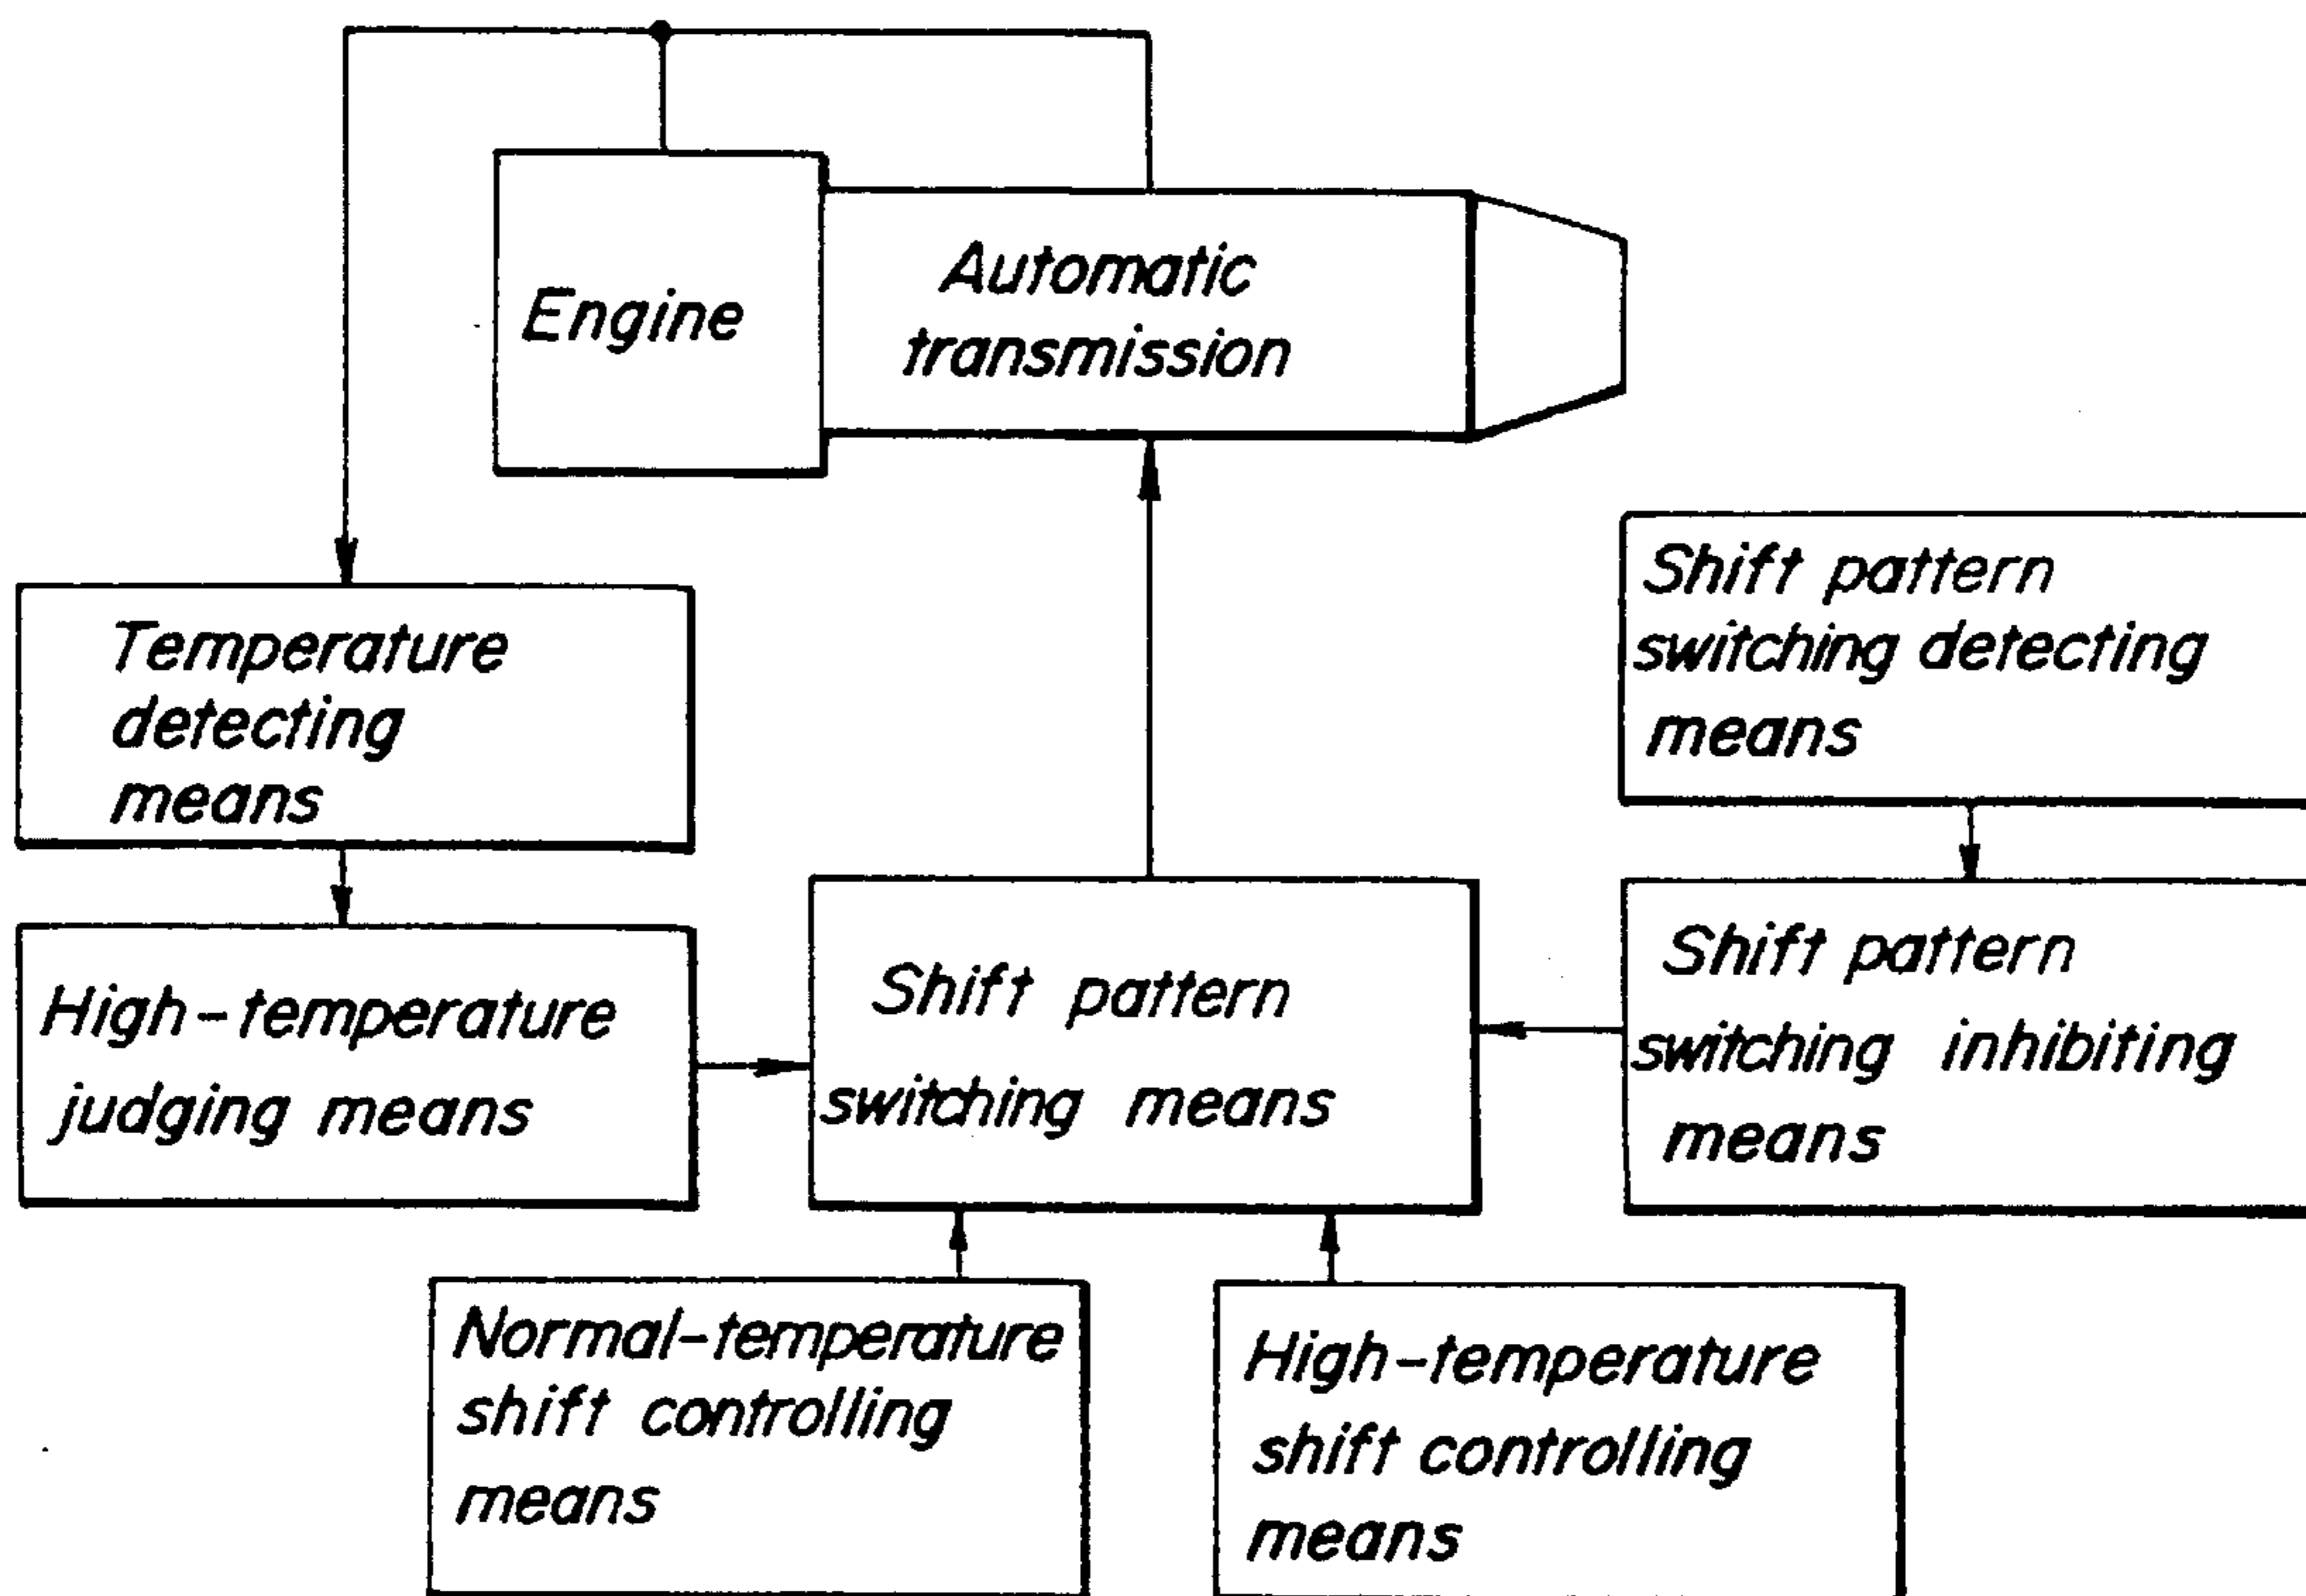 Engine
Automatic
transmission
Temperature
detecting
means
Shift pattern
switching detecting
means
High-temperature
judging means
Shift pattern
switching means
Shift pattern
switching inhibiting
means
Normal-temperature
shift controlling
means
High-temperature
shift controlling
means